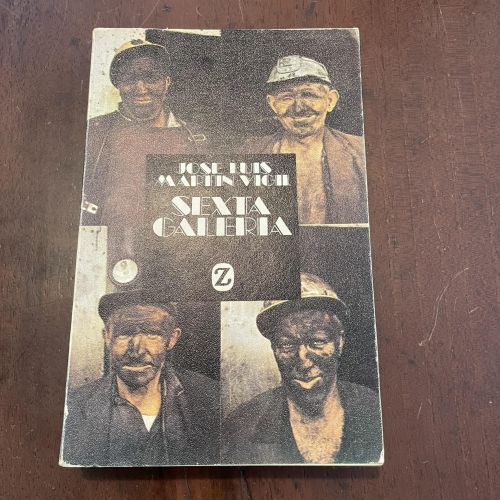 JOSE LUIS
MARTIN VIGIL
SEXTA
GALERIA
Z